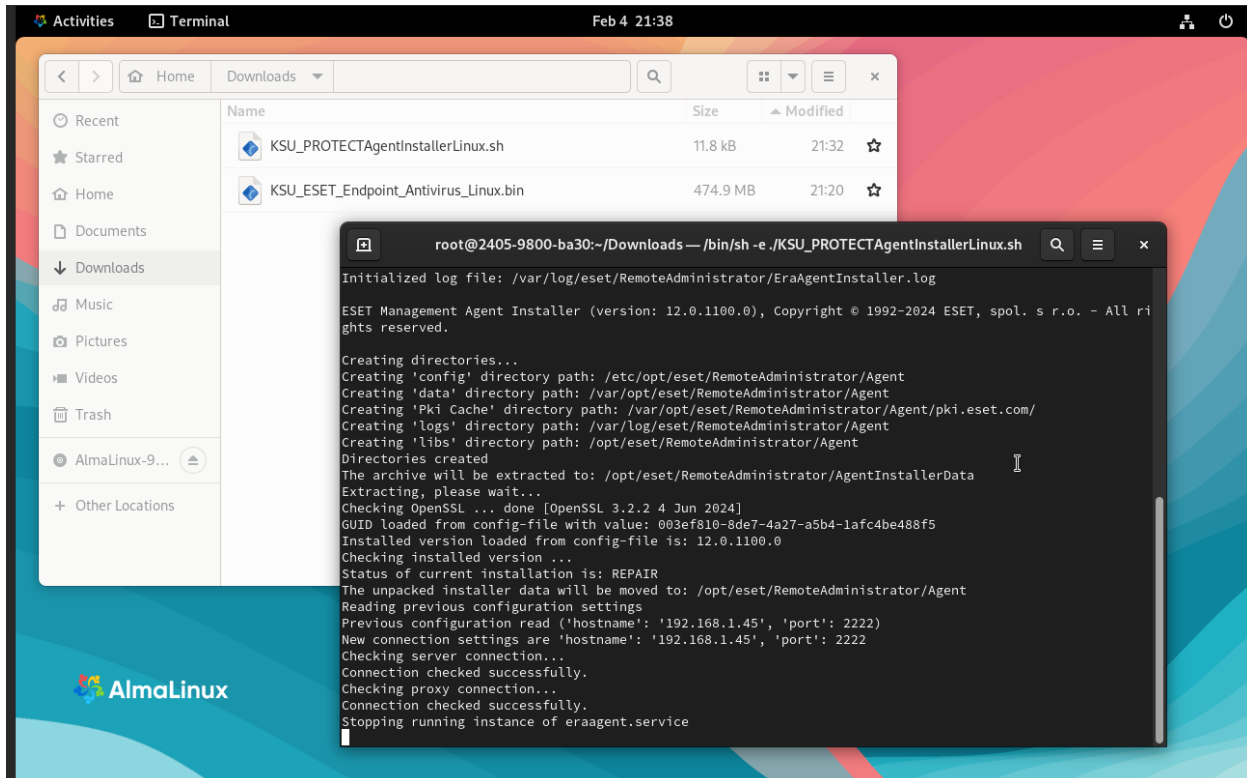 Activities Terminal Feb 4 21:38
Home Downloads
Name Size Modified
Recent
Starred
Home
Documents
Downloads
Music
Pictures
Videos
Trash
AlmaLinux-9...
Other Locations
KSU_PROTECTAgentInstallerLinux.sh 11.8 kB 21:32
KSU_ESET_Endpoint_Antivirus_Linux.bin 474.9 MB 21:20
root@2405-9800-ba30:~/Downloads — /bin/sh -e ./KSU_PROTECTAgentInstallerLinux.sh
Initialized log file: /var/log/eset/RemoteAdministrator/EraAgentInstaller.log
ESET Management Agent Installer (version: 12.0.1100.0), Copyright © 1992-2024 ESET, spol. s r.o. - All ri
ghts reserved.
Creating directories...
Creating 'config' directory path: /etc/opt/eset/RemoteAdministrator/Agent
Creating 'data' directory path: /var/opt/eset/RemoteAdministrator/Agent
Creating 'Pki Cache' directory path: /var/opt/eset/RemoteAdministrator/Agent/pki.eset.com/
Creating 'logs' directory path: /var/log/eset/RemoteAdministrator/Agent
Creating 'libs' directory path: /opt/eset/RemoteAdministrator/Agent
Directories created
The archive will be extracted to: /opt/eset/RemoteAdministrator/AgentInstallerData
Extracting, please wait...
Checking OpenSSL ... done [OpenSSL 3.2.2 4 Jun 2024]
GUID loaded from config-file with value: 003ef810-8de7-4a27-a5b4-1afc4be488f5
Installed version loaded from config-file is: 12.0.1100.0
Checking installed version ...
Status of current installation is: REPAIR
The unpacked installer data will be moved to: /opt/eset/RemoteAdministrator/Agent
Reading previous configuration settings
Previous configuration read ('hostname': '192.168.1.45', 'port': 2222)
New connection settings are 'hostname': '192.168.1.45', 'port': 2222
Checking server connection...
Connection checked successfully.
Checking proxy connection...
Connection checked successfully.
Stopping running instance of eraagent.service
AlmaLinux